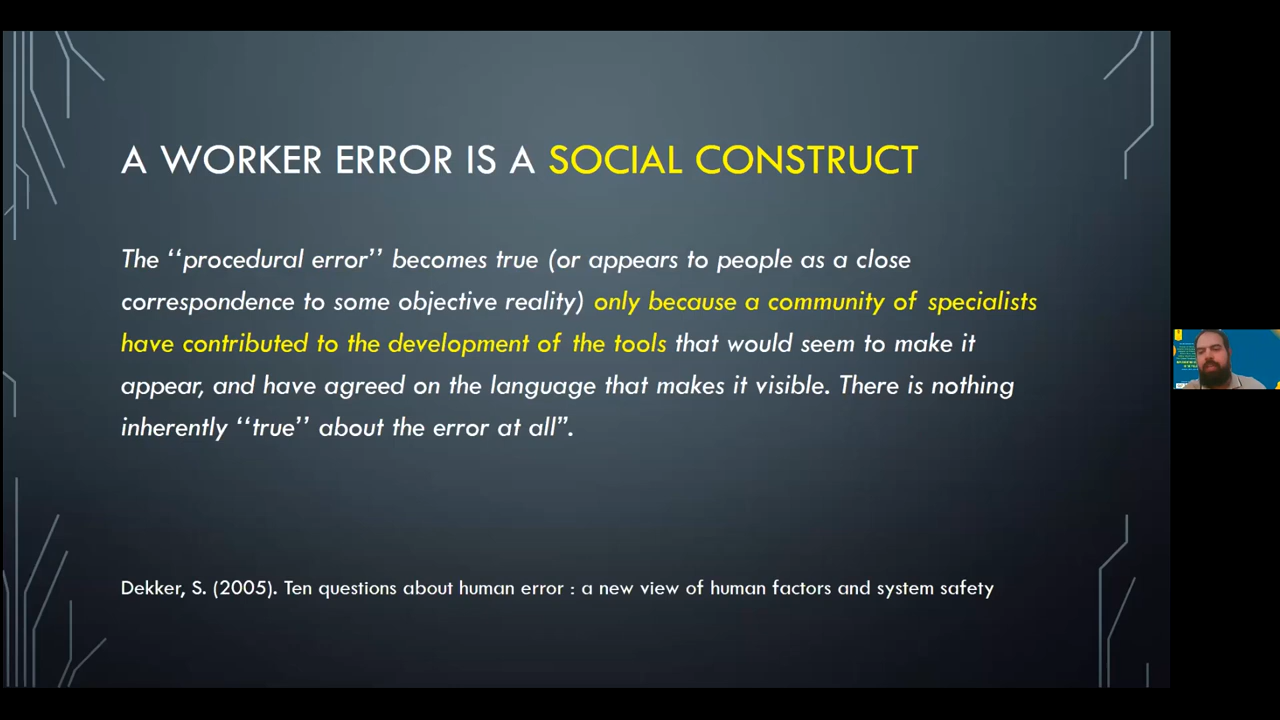 A WORKER ERROR IS A SOCIAL CONSTRUCT
The ‘‘procedural error’’ becomes true (or appears to people as a close
correspondence to some objective reality) only because a community of specialists
have contributed to the development of the tools that would seem to make it
appear, and have agreed on the language that makes it visible. There is nothing
inherently ‘‘true’’ about the error at all”.
Dekker, S. (2005). Ten questions about human error : a new view of human factors and system safety